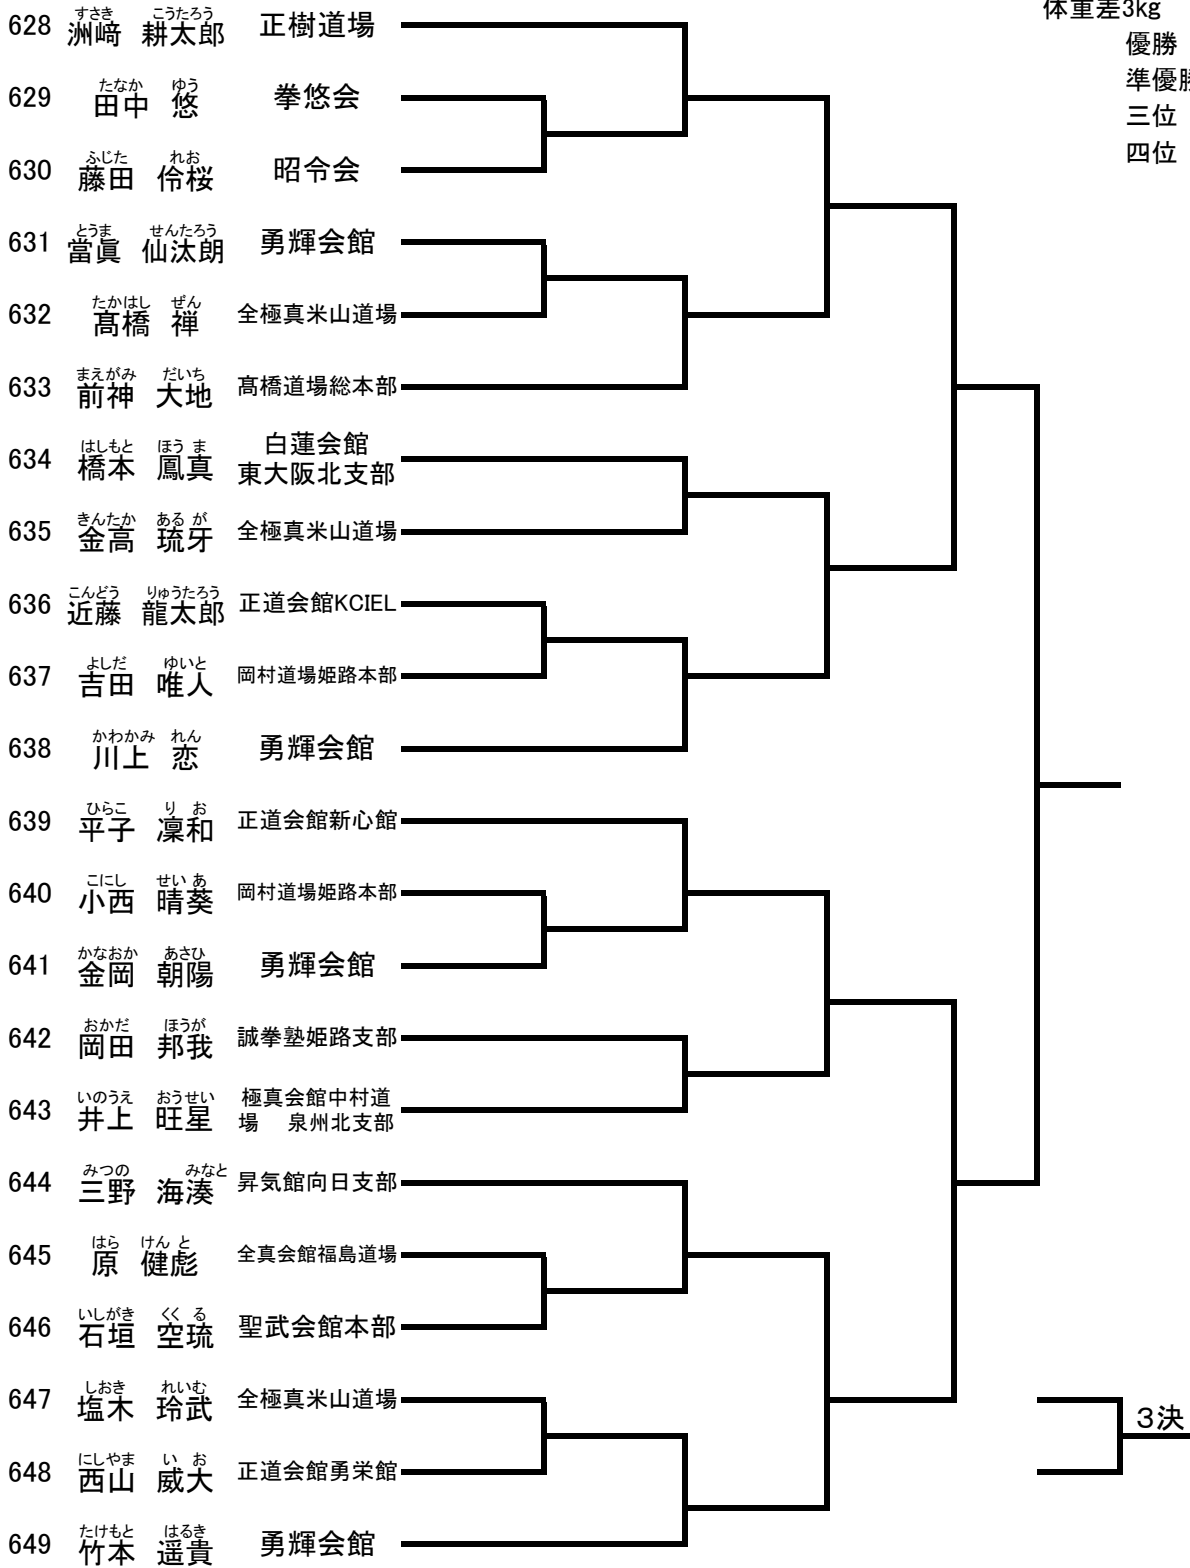 体重差3kg
優勝
準優勝
三位
四位
すさき こうたろう
628 洲﨑 耕太郎 正樹道場
たなか ゆう
629 田中 悠 拳悠会
ふじた れお
630 藤田 伶桜 昭令会
とうま せんたろう
631 當眞 仙汰朗 勇輝会館
たかはし ぜん
632 髙橋 禅 全極真米山道場
まえがみ だいち
633 前神 大地 髙橋道場総本部
はしもと ほう ま
634 橋本 鳳真 白蓮会館
東大阪北支部
きんたか ある が
635 金高 琉牙 全極真米山道場
こんどう りゅうたろう
636 近藤 龍太郎 正道会館KCIEL
よしだ ゆいと
637 吉田 唯人 岡村道場姫路本部
かわかみ れん
638 川上 恋 勇輝会館
ひらこ り お
639 平子 凜和 正道会館新心館
こにし せい あ
640 小西 晴葵 岡村道場姫路本部
かなおか あさひ
641 金岡 朝陽 勇輝会館
おかだ ほうが
642 岡田 邦我 誠拳塾姫路支部
いのうえ おうせい
643 井上 旺星 極真会館中村道
場 泉州北支部
みつの みなと
644 三野 海湊 昇気館向日支部
はら けん と
645 原 健彪 全真会館福島道場
いしがき くく る
646 石垣 空琉 聖武会館本部
しおき れいむ
647 塩木 玲武 全極真米山道場
3決
にしやま い お
648 西山 威大 正道会館勇栄館
たけもと はるき
649 竹本 遥貴 勇輝会館